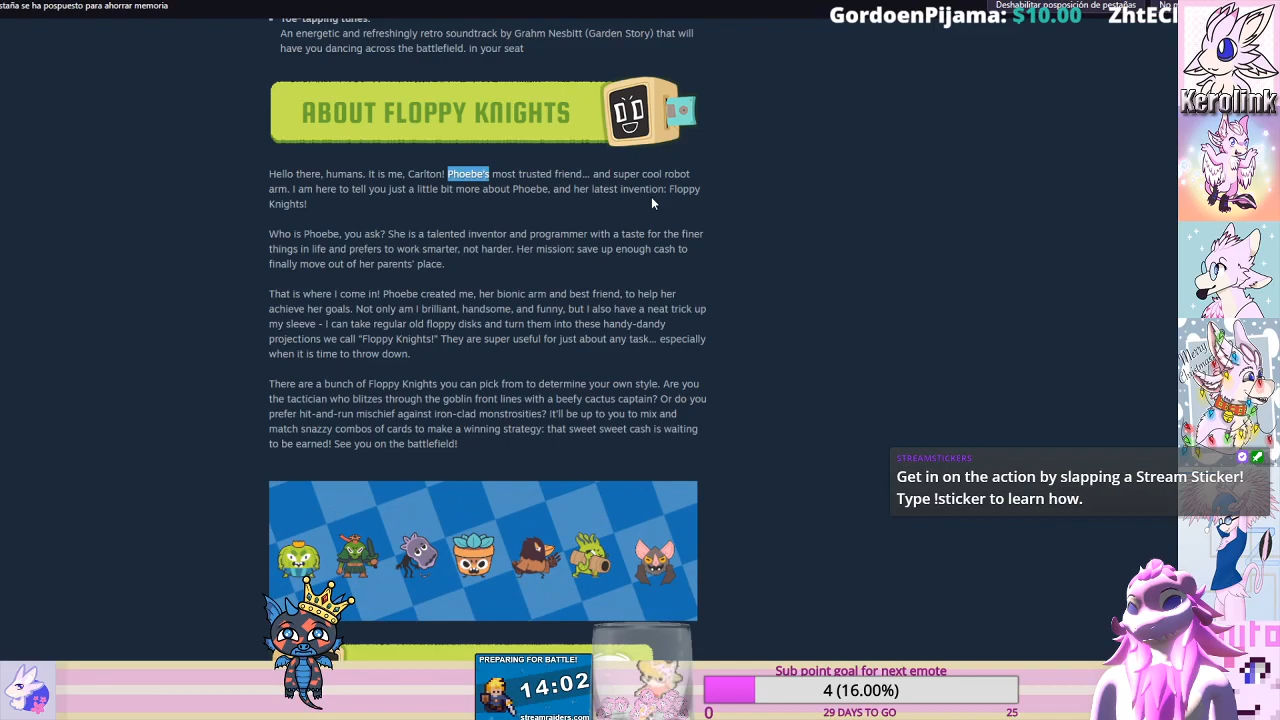 staña se ha pospuesto para ahorrar memoria
Deshabilitar posposición de pestañas
GordoenPijama: $10.00
Toe-tapping tunes.
An energetic and refreshingly retro soundtrack by Grahm Nesbitt (Garden Story) that will
have you dancing across the battlefield. in your seat
ABOUT FLOPPY KNIGHTS
Kerolink
Hello there, humans. It is me, Carlton! Phoebe's most trusted friend... and super cool robot
arm. I am here to tell you just a little bit more about Phoebe, and her latest invention: Floppy
Knights!
Who is Phoebe, you ask? She is a talented inventor and programmer with a taste for the finer
things in life and prefers to work smarter, not harder. Her mission: save up enough cash to
finally move out of her parents' place.
That is where I come in! Phoebe created me, her bionic arm and best friend, to help her
achieve her goals. Not only am I brilliant, handsome, and funny, but I also have a neat trick up
my sleeve - I can take regular old floppy disks and turn them into these handy-dandy
projections we call "Floppy Knights!" They are super useful for just about any task... especially
when it is time to throw down.
There are a bunch of Floppy Knights you can pick from to determine your own style. Are you
the tactician who blitzes through the goblin front lines with a beefy cactus captain? Or do you
prefer hit-and-run mischief against iron-clad monstrosities? It'll be up to you to mix and
match snazzy combos of cards to make a winning strategy: that sweet sweet cash is waiting
to be earned! See you on the battlefield!
STREAMSTICKERS
Get in on the action by slapping a Stream Sticker!
Type !sticker to learn how.
PREPARING FOR BATTLE!
14:02
streamraiders.com
Sub point goal for next emote
4 (16.00%)
0
29 DAYS TO GO
25